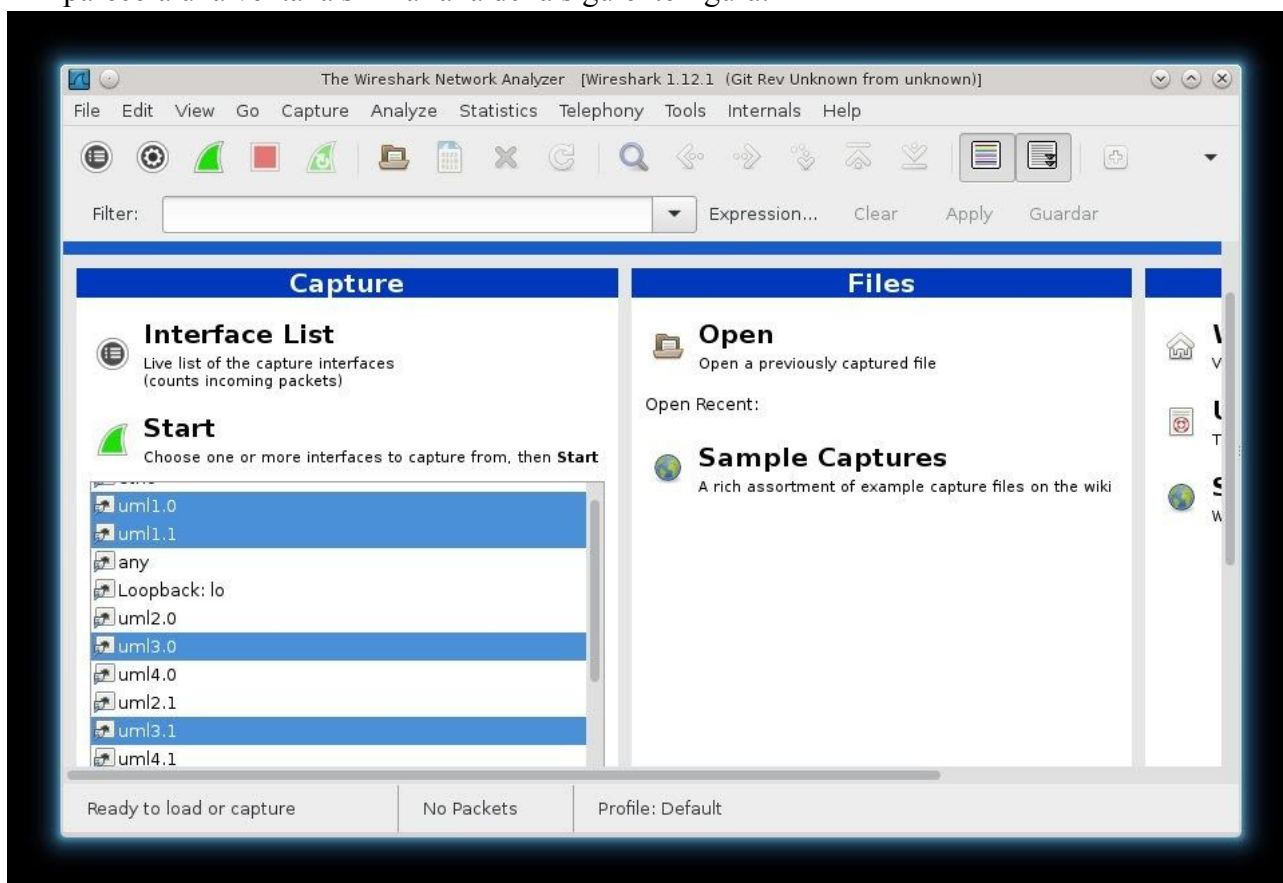 The Wireshark Network Analyzer [Wireshark 1.12.1 (Git Rev Unknown from unknown)]
File Edit View Go Capture Analyze Statistics Telephony Tools Internals Help
Filter: Expression... Clear Apply Guardar
Capture
Interface List
Live list of the capture interfaces
(counts incoming packets)
Start
Choose one or more interfaces to capture from, then Start
uml1.0
uml1.1
any
Loopback: lo
uml2.0
uml3.0
uml4.0
uml2.1
uml3.1
uml4.1
Files
Open
Open a previously captured file
Open Recent:
Sample Captures
A rich assortment of example capture files on the wiki
Ready to load or capture No Packets Profile: Default